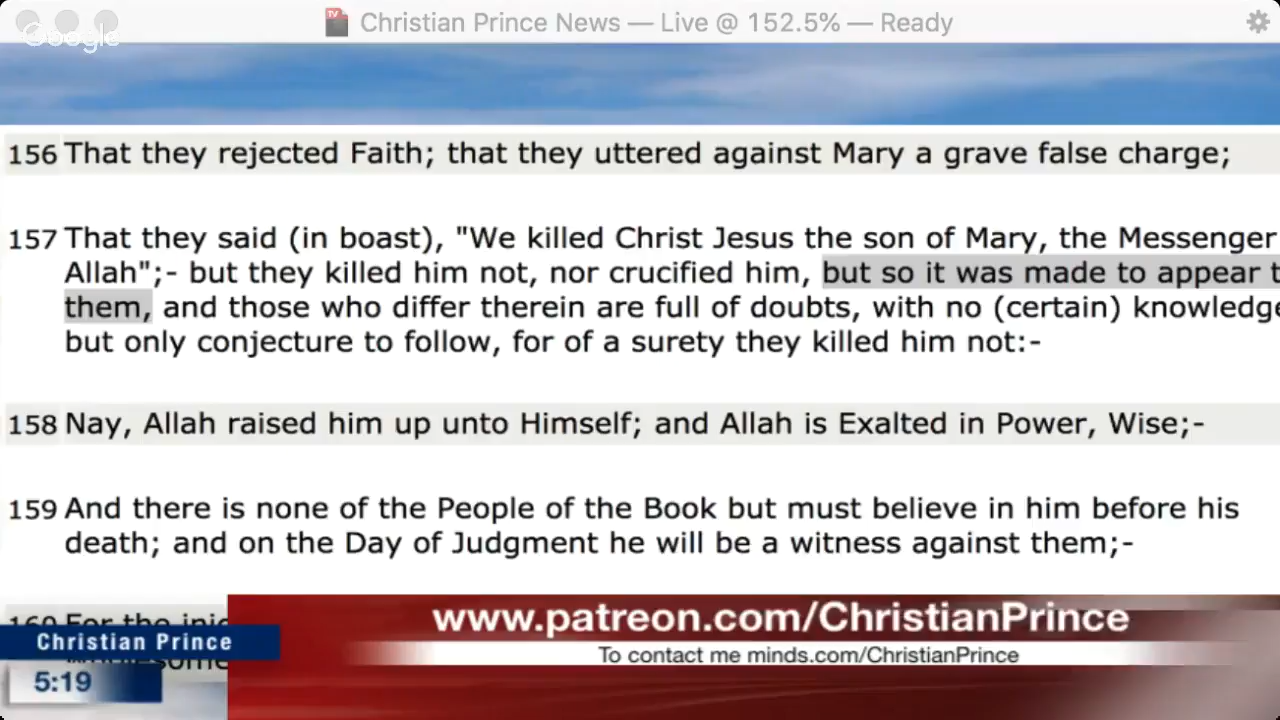 Christian Prince News — Live @ 152.5% — Ready
Google
156 That they rejected Faith; that they uttered against Mary a grave false charge;
157 That they said (in boast), "We killed Christ Jesus the son of Mary, the Messenger
Allah";- but they killed him not, nor crucified him, but so it was made to appear t
them, and those who differ therein are full of doubts, with no (certain) knowledge
but only conjecture to follow, for of a surety they killed him not:-
158 Nay, Allah raised him up unto Himself; and Allah is Exalted in Power, Wise;-
159 And there is none of the People of the Book but must believe in him before his
death; and on the Day of Judgment he will be a witness against them;-
160 For the
www.patreon.com/ChristianPrince
Christian Prince
To contact me minds.com/ChristianPrince
5:19